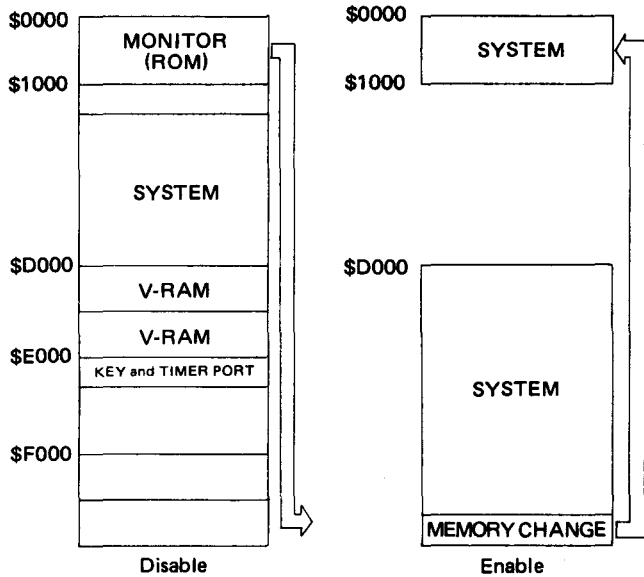 $0000
MONITOR
(ROM)
$1000
SYSTEM
$D000
V-RAM
V-RAM
$E000
KEY and TIMER PORT
$F000
Disable
$0000
SYSTEM
$1000
$D000
SYSTEM
MEMORY CHANGE
Enable